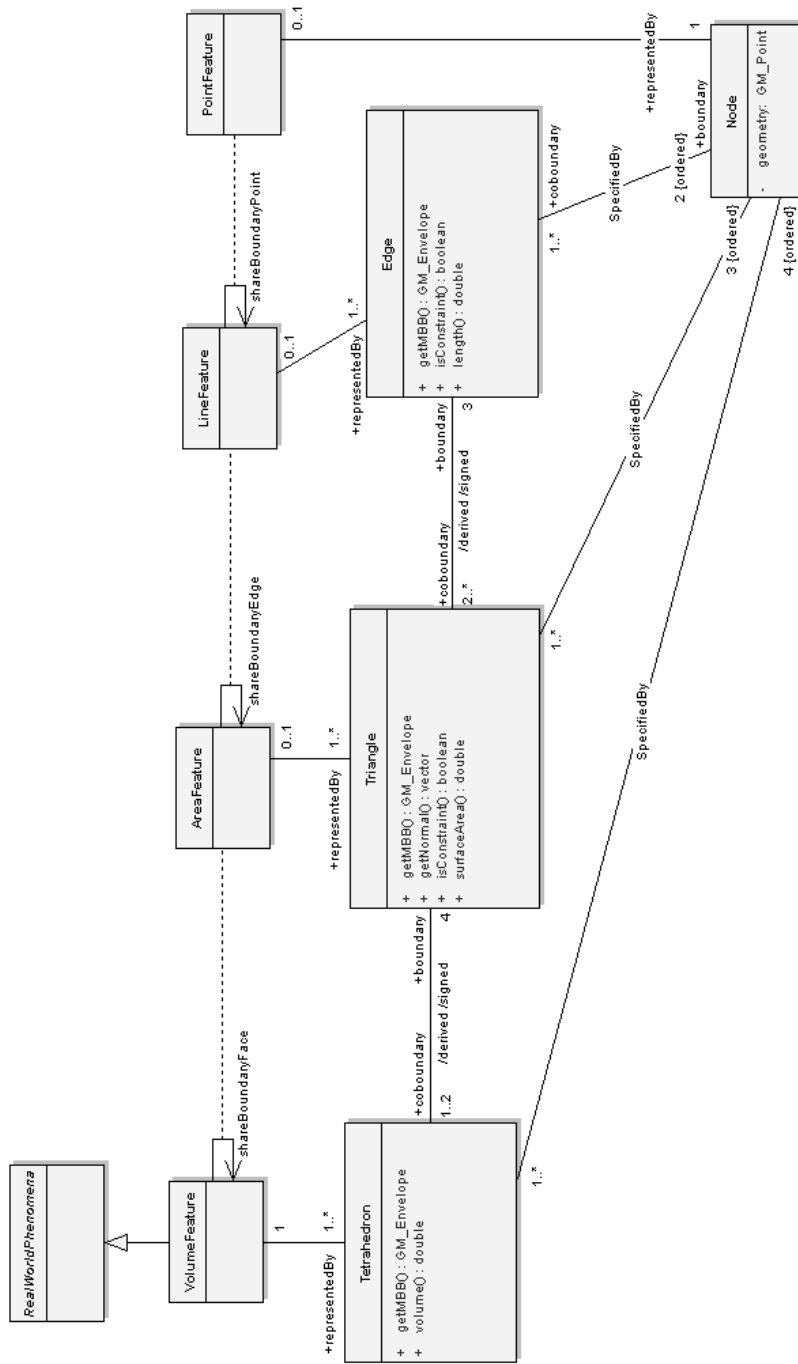 RealWorldPhenomena
VolumeFeature
shareBoundaryFace
AreaFeature
shareBoundaryEdge
LineFeature
shareBoundaryPoint
PointFeature
1
+representedBy
1..*
0..1
+representedBy
1..*
0..1
+representedBy
1..*
0..1
+representedBy
1
Tetrahedron
+ getMBB() : GM_Envelope
+ volume() : double
+coboundary
1..2
/derived /signed
+boundary
4
Triangle
+ getMBB() : GM_Envelope
+ getNormal() : vector
+ isConstraint() : boolean
+ surfaceArea() : double
+coboundary
2..*
/derived /signed
+boundary
3
Edge
+ getMBB() : GM_Envelope
+ isConstraint() : boolean
+ length() : double
+coboundary
1..*
SpecifiedBy
2 {ordered}
+boundary
1..*
SpecifiedBy
3 {ordered}
1..*
SpecifiedBy
4 {ordered}
Node
- geometry: GM_Point